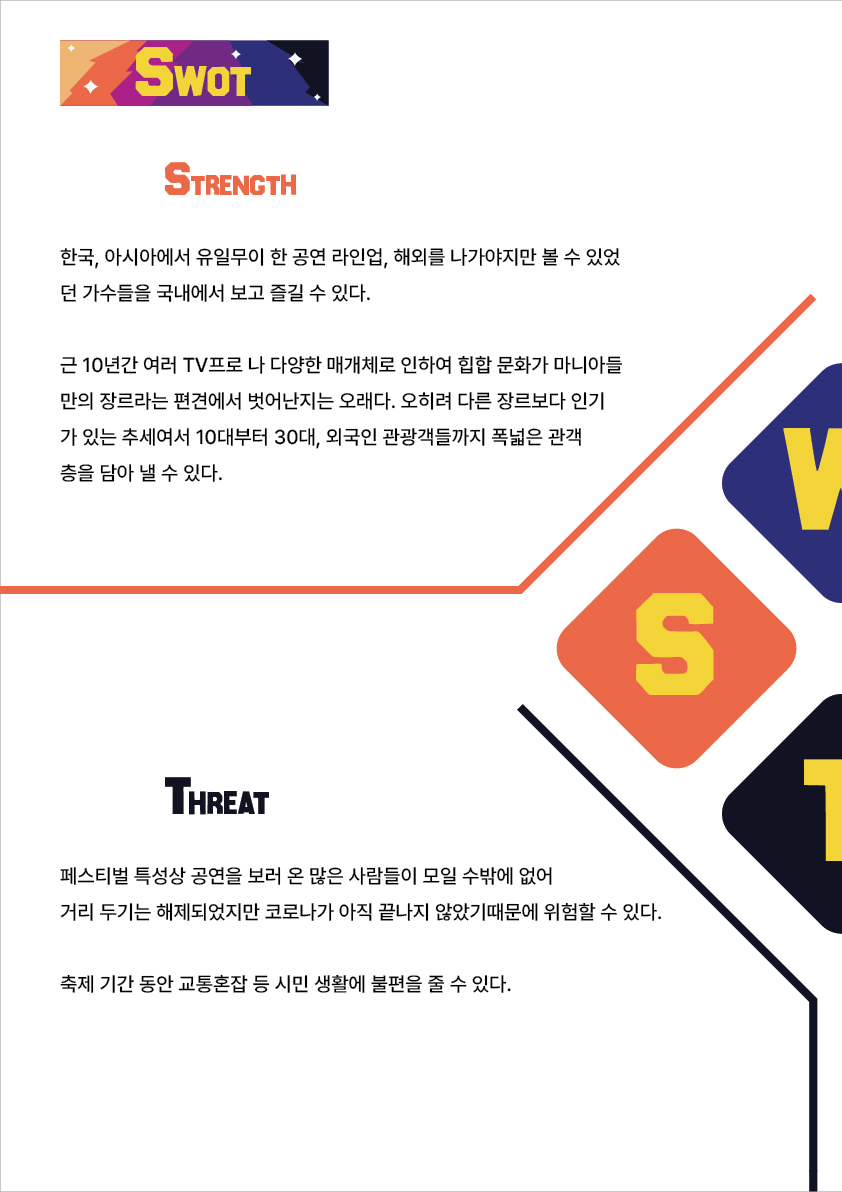 SWOT
STRENGTH
한국, 아시아에서 유일무이 한 공연 라인업, 해외를 나가야지만 볼 수 있었
던 가수들을 국내에서 보고 즐길 수 있다.
근 10년간 여러 TV프로 나 다양한 매개체로 인하여 힙합 문화가 마니아들
만의 장르라는 편견에서 벗어난지는 오래다. 오히려 다른 장르보다 인기
가 있는 추세여서 10대부터 30대, 외국인 관광객들까지 폭넓은 관객
층을 담아 낼 수 있다.
W
S
T
THREAT
페스티벌 특성상 공연을 보러 온 많은 사람들이 모일 수밖에 없어
거리 두기는 해제되었지만 코로나가 아직 끝나지 않았기때문에 위험할 수 있다.
축제 기간 동안 교통혼잡 등 시민 생활에 불편을 줄 수 있다.